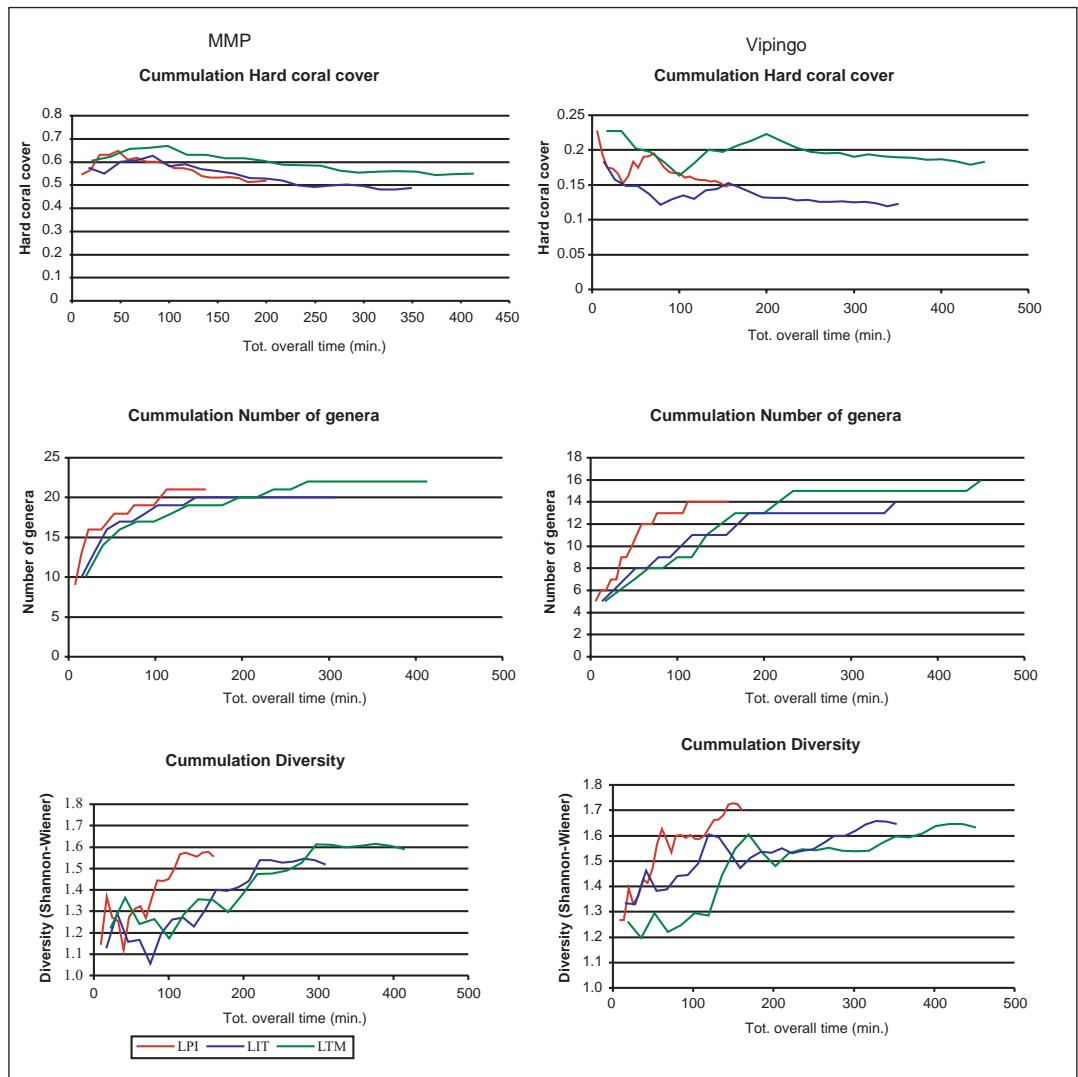 MMP
Vipingo
Cummulation Hard coral cover
0.8
0.7
0.6
0.5
0.4
0.3
0.2
0.1
0
Hard coral cover
0 50 100 150 200 250 300 350 400 450
Tot. overall time (min.)
Cummulation Hard coral cover
0.25
0.2
0.15
0.1
0.05
0
Hard coral cover
0 100 200 300 400 500
Tot. overall time (min.)
Cummulation Number of genera
25
20
15
10
5
0
Number of genera
0 100 200 300 400 500
Tot. overall time (min.)
Cummulation Number of genera
18
16
14
12
10
8
6
4
2
0
Number of genera
0 100 200 300 400 500
Tot. overall time (min.)
Cummulation Diversity
1.8
1.7
1.6
1.5
1.4
1.3
1.2
1.1
1.0
Diversity (Shannon-Wiener)
0 100 200 300 400 500
Tot. overall time (min.)
Cummulation Diversity
1.8
1.7
1.6
1.5
1.4
1.3
1.2
1.1
1.0
Diversity (Shannon-Wiener)
0 100 200 300 400 500
Tot. overall time (min.)
LPI LIT LTM